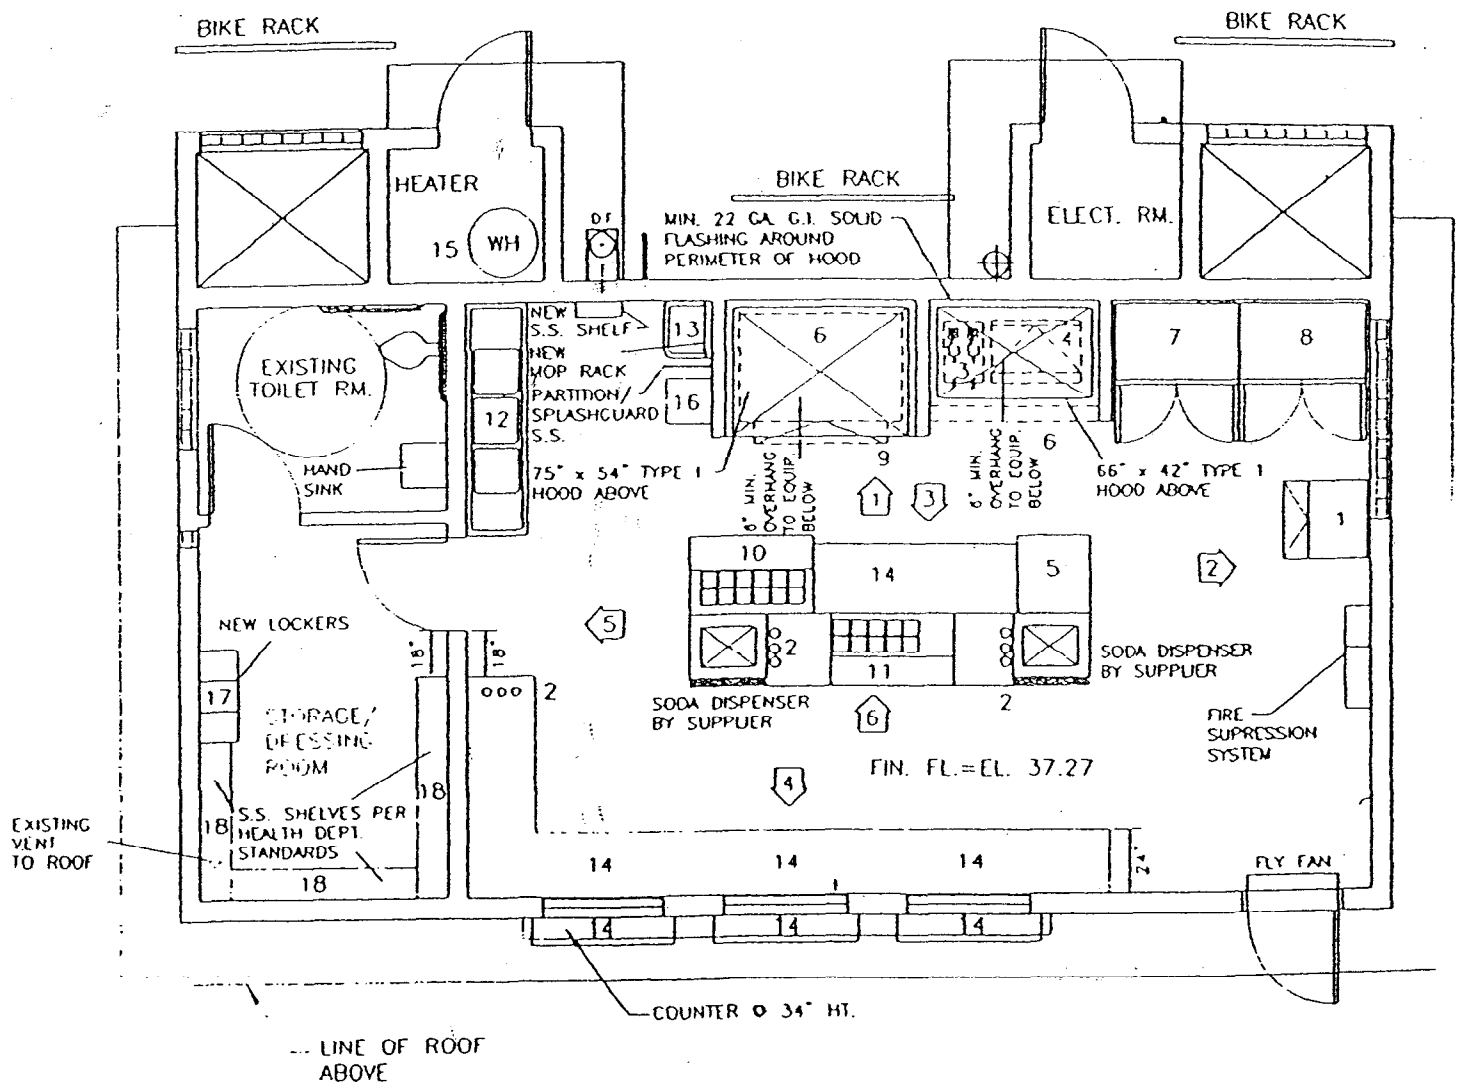 BIKE RACK
BIKE RACK
BIKE RACK
HEATER
15
WH
D.F.
MIN. 22 GA. G.I. SOLID
FLASHING AROUND
PERIMETER OF HOOD
ELECT. RM.
NEW
S.S. SHELF
13
NEW
MOP RACK
PARTITION/
SPLASHGUARD
S.S.
16
6
3
4
7
8
EXISTING
TOILET RM.
12
HAND
SINK
75" x 54" TYPE 1
HOOD ABOVE
6" MIN.
OVERHANG
TO EQUIP.
BELOW
9
1
3
6" MIN.
OVERHANG
TO EQUIP.
BELOW
6
66" x 42" TYPE 1
HOOD ABOVE
1
10
14
5
2
5
NEW LOCKERS
18"
18"
2
11
17
2
SODA DISPENSER
BY SUPPLIER
2
6
SODA DISPENSER
BY SUPPLIER
STORAGE/
DRESSING
ROOM
FIRE
SUPRESSION
SYSTEM
FIN. FL.=EL. 37.27
4
18
18
S.S. SHELVES PER
HEALTH DEPT.
STANDARDS
18
EXISTING
VENT
TO ROOF
14
14
14
24"
FLY FAN
14
14
14
COUNTER @ 34" HT.
LINE OF ROOF
ABOVE